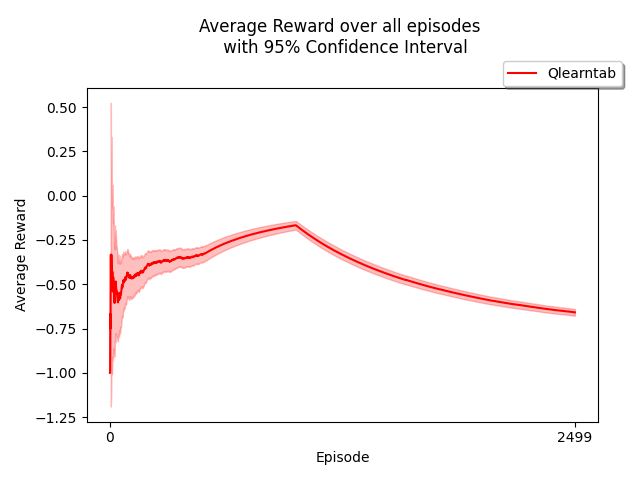 Average Reward over all episodes
with 95% Confidence Interval
Qlearntab
0.50
0.25
0.00
−0.25
−0.50
−0.75
−1.00
−1.25
Average Reward
0
2499
Episode